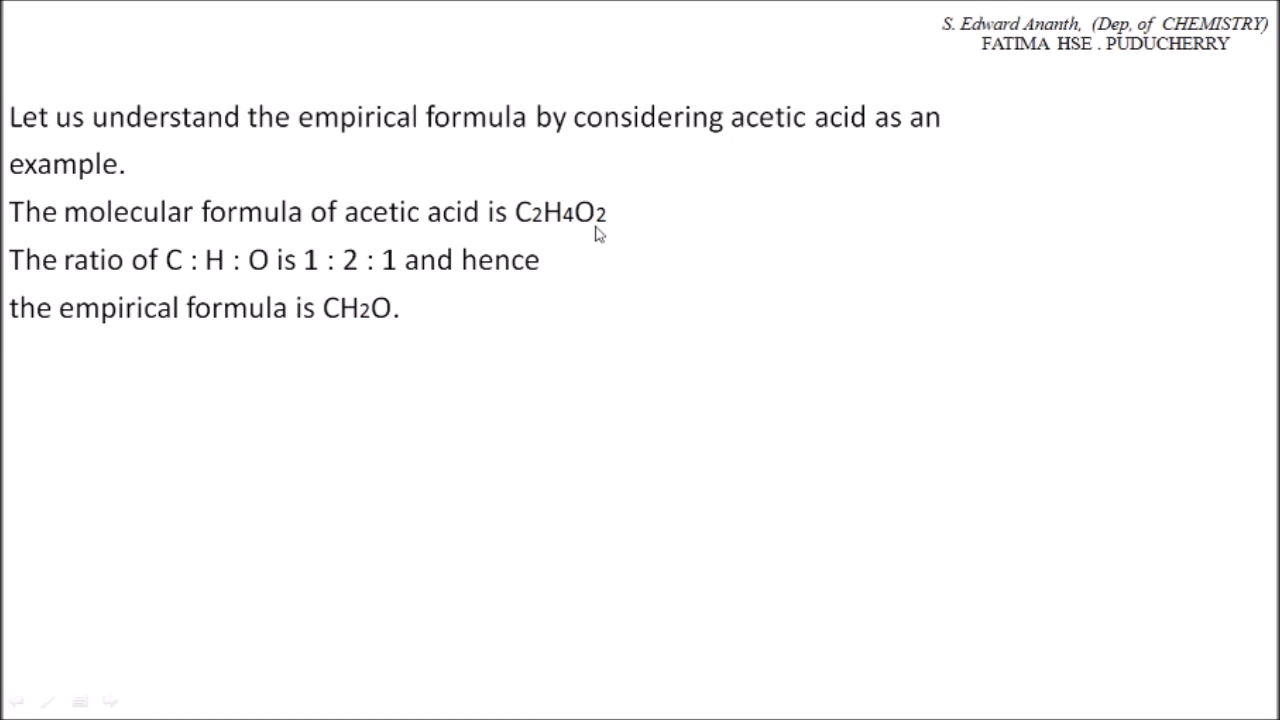 S. Edward Ananth, (Dep, of CHEMISTRY)
FATIMA HSE . PUDUCHERRY
Let us understand the empirical formula by considering acetic acid as an
example.
The molecular formula of acetic acid is C2H4O2
The ratio of C : H : O is 1 : 2 : 1 and hence
the empirical formula is CH2O.